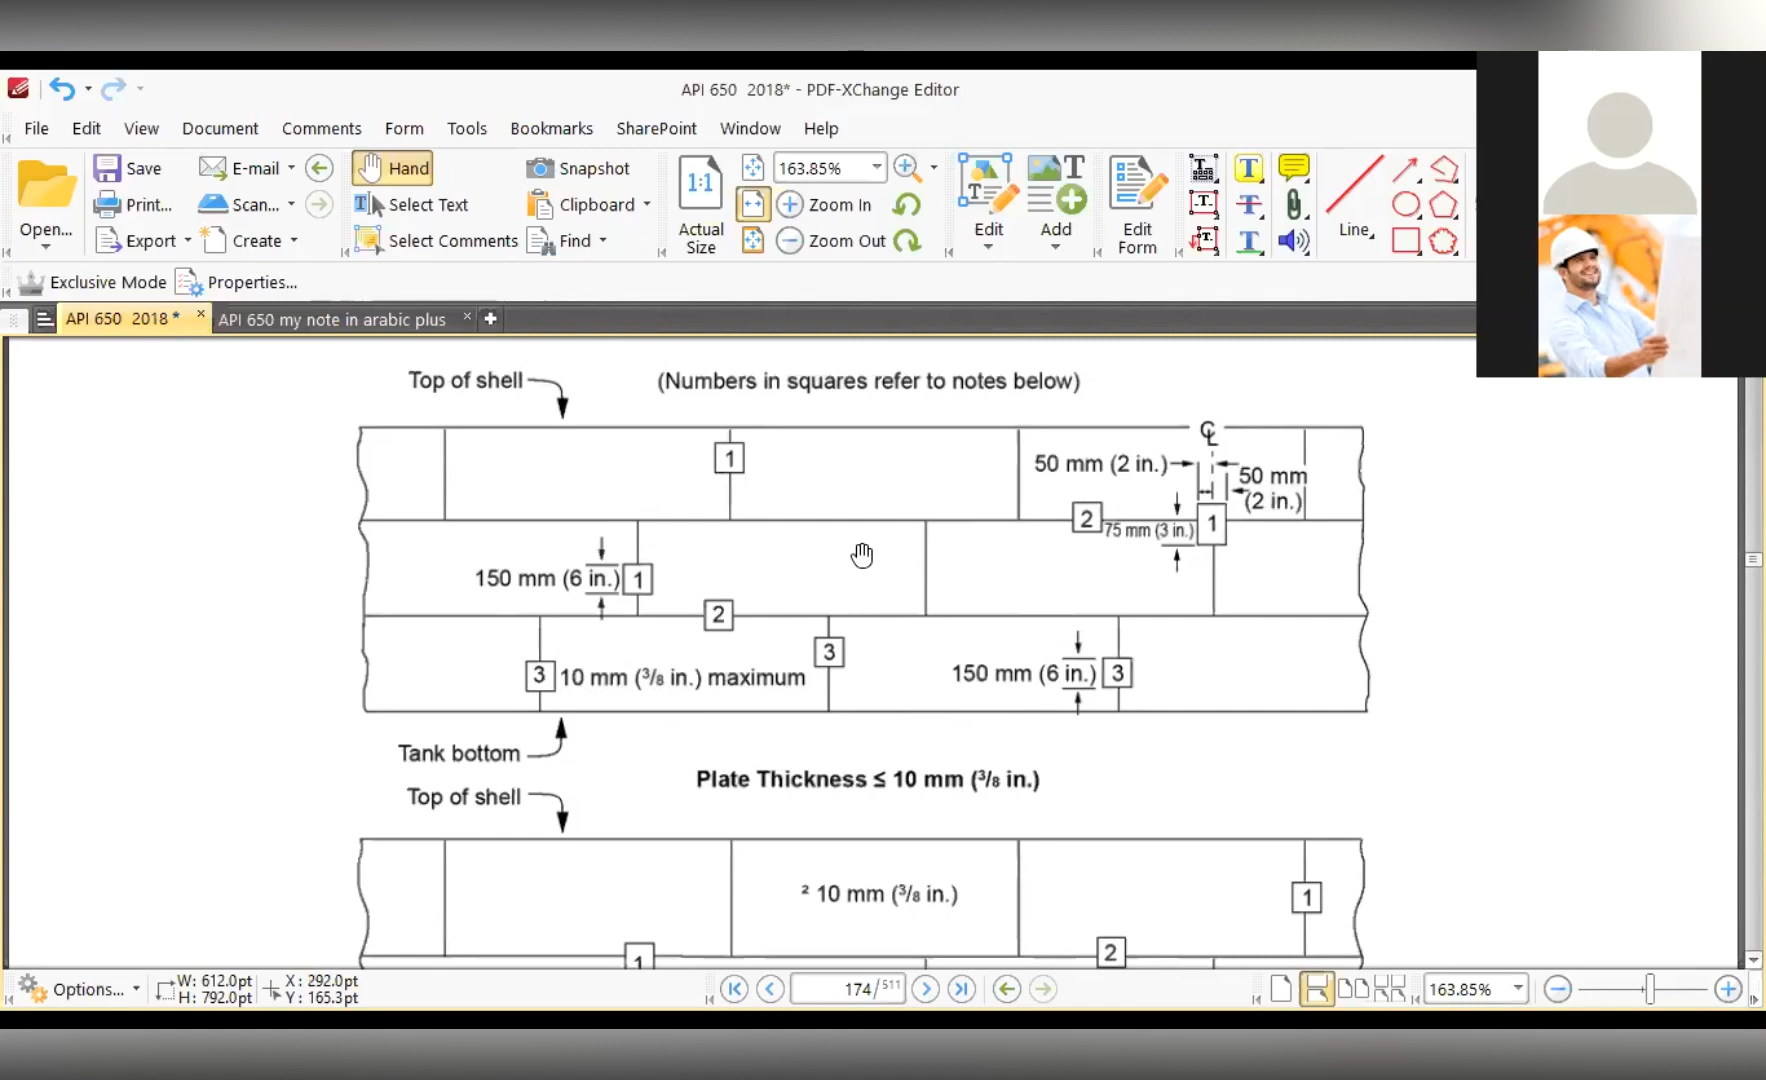 API 650 2018* - PDF-XChange Editor
File Edit View Document Comments Form Tools Bookmarks SharePoint Window Help
Open...
Save
Print...
Export
E-mail
Scan...
Create
Hand
Select Text
Select Comments
Snapshot
Clipboard
Find
1:1
Actual
Size
163.85%
Zoom In
Zoom Out
Edit
Add
Edit
Form
Line
Exclusive Mode Properties...
API 650 2018 * API 650 my note in arabic plus
Top of shell (Numbers in squares refer to notes below)
1
50 mm (2 in.)
50 mm
(2 in.)
2 75 mm (3 in.) 1
150 mm (6 in.) 1
2
3
3 10 mm (3/8 in.) maximum 150 mm (6 in.) 3
Tank bottom
Plate Thickness ≤ 10 mm (3/8 in.)
Top of shell
² 10 mm (3/8 in.) 1
1 2
Options...
W: 612.0pt
H: 792.0pt
X: 292.0pt
Y: 165.3pt
174/511
163.85%